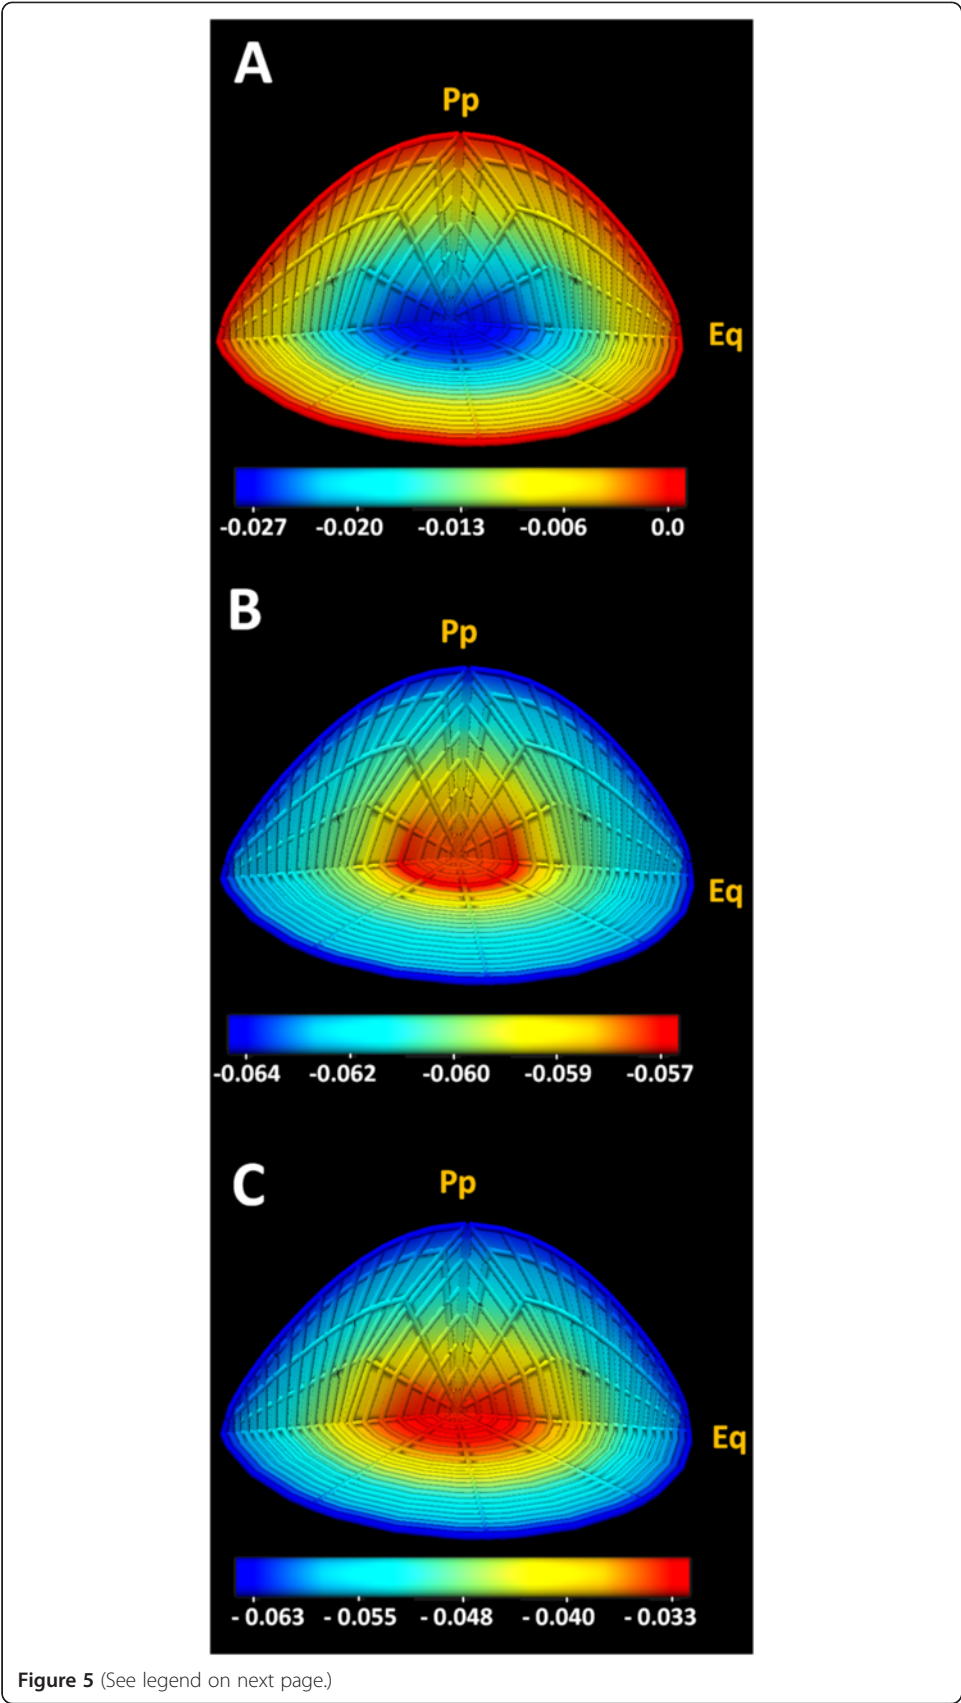 A
Pp
Eq
-0.027 -0.020 -0.013 -0.006 0.0
B
Pp
Eq
-0.064 -0.062 -0.060 -0.059 -0.057
C
Pp
Eq
- 0.063 - 0.055 - 0.048 - 0.040 - 0.033
Figure 5 (See legend on next page.)